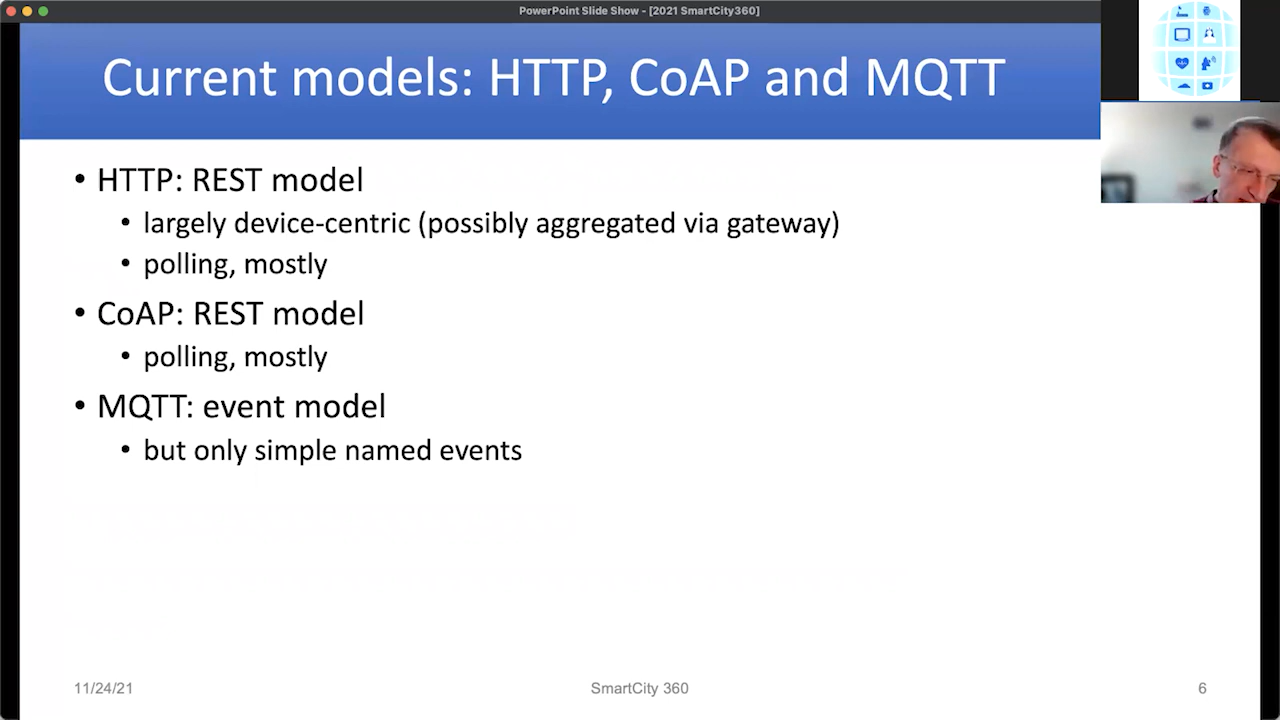 PowerPoint Slide Show - [2021 SmartCity360]
Current models: HTTP, CoAP and MQTT
• HTTP: REST model
• largely device-centric (possibly aggregated via gateway)
• polling, mostly
• CoAP: REST model
• polling, mostly
• MQTT: event model
• but only simple named events
11/24/21
SmartCity 360
6